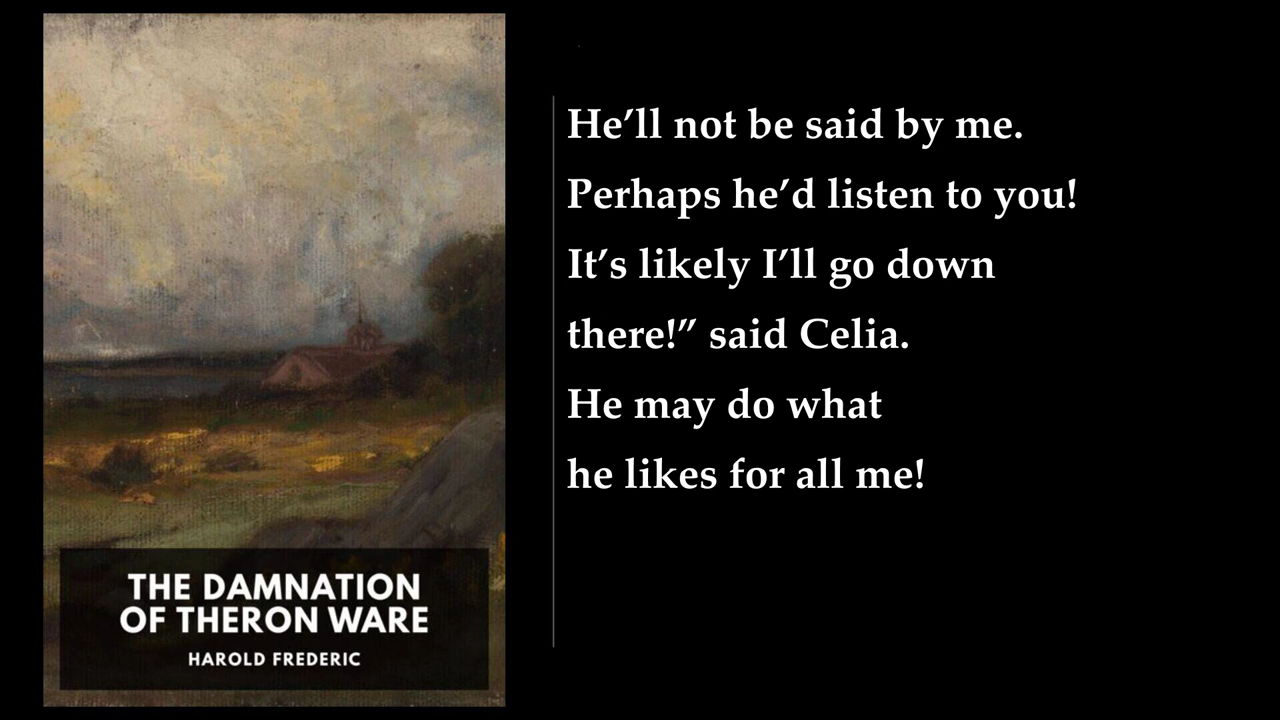 THE DAMNATION
OF THERON WARE
HAROLD FREDERIC
He’ll not be said by me.
Perhaps he’d listen to you!
It’s likely I’ll go down
there!” said Celia.
He may do what
he likes for all me!